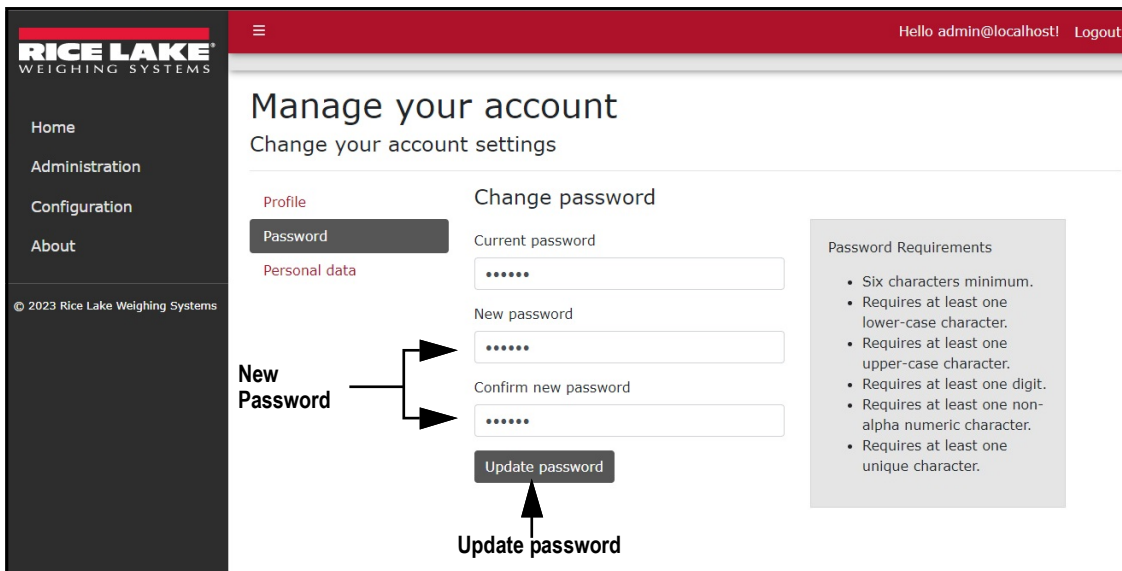 RICE LAKE®
WEIGHING SYSTEMS
Home
Administration
Configuration
About
© 2023 Rice Lake Weighing Systems
☰
Hello admin@localhost! Logout
Manage your account
Change your account settings
Profile
Password
Personal data
Change password
Current password
••••••
New password
••••••
Confirm new password
••••••
Update password
New
Password
Update password
Password Requirements
• Six characters minimum.
• Requires at least one
lower-case character.
• Requires at least one
upper-case character.
• Requires at least one digit.
• Requires at least one non-
alpha numeric character.
• Requires at least one
unique character.